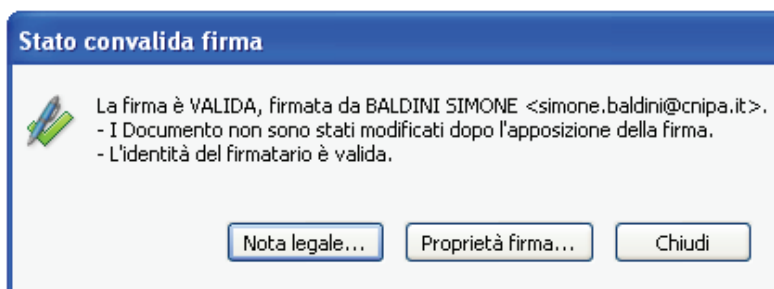 Stato convalida firma
La firma è VALIDA, firmata da BALDINI SIMONE <simone.baldini@cnipa.it>.
- I Documento non sono stati modificati dopo l'apposizione della firma.
- L'identità del firmatario è valida.
Nota legale... Proprietà firma... Chiudi